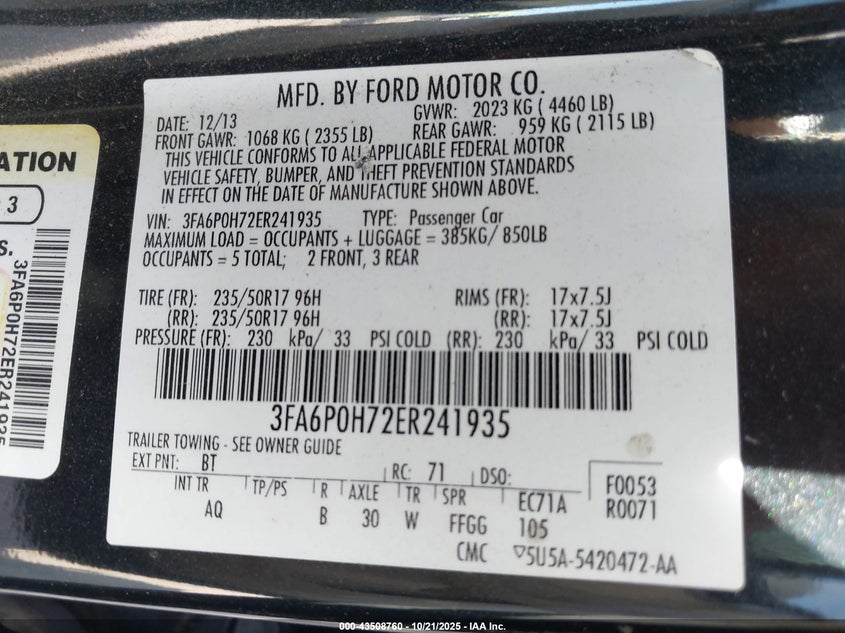 ATION
3
S.
3FA6P0H72ER241935
MFD. BY FORD MOTOR CO.
DATE: 12/13 GVWR: 2023 KG ( 4460 LB)
FRONT GAWR: 1068 KG ( 2355 LB) REAR GAWR: 959 KG ( 2115 LB)
THIS VEHICLE CONFORMS TO ALL APPLICABLE FEDERAL MOTOR
VEHICLE SAFETY, BUMPER, AND THEFT PREVENTION STANDARDS
IN EFFECT ON THE DATE OF MANUFACTURE SHOWN ABOVE.
VIN: 3FA6P0H72ER241935 TYPE: Passenger Car
MAXIMUM LOAD = OCCUPANTS + LUGGAGE = 385KG/ 850LB
OCCUPANTS = 5 TOTAL; 2 FRONT, 3 REAR
TIRE (FR): 235/50R17 96H RIMS (FR): 17x7.5J
(RR): 235/50R17 96H (RR): 17x7.5J
PRESSURE (FR): 230 kPa/ 33 PSI COLD (RR): 230 kPa/ 33 PSI COLD
3FA6P0H72ER241935
TRAILER TOWING - SEE OWNER GUIDE
EXT PNT: BT RC: 71 DSO: F0053
INT TR TP/PS R AXLE TR SPR EC71A R0071
AQ B 30 W FFGG 105
CMC ▽5U5A-5420472-AA
000-43508760 - 10/21/2025 - IAA Inc.